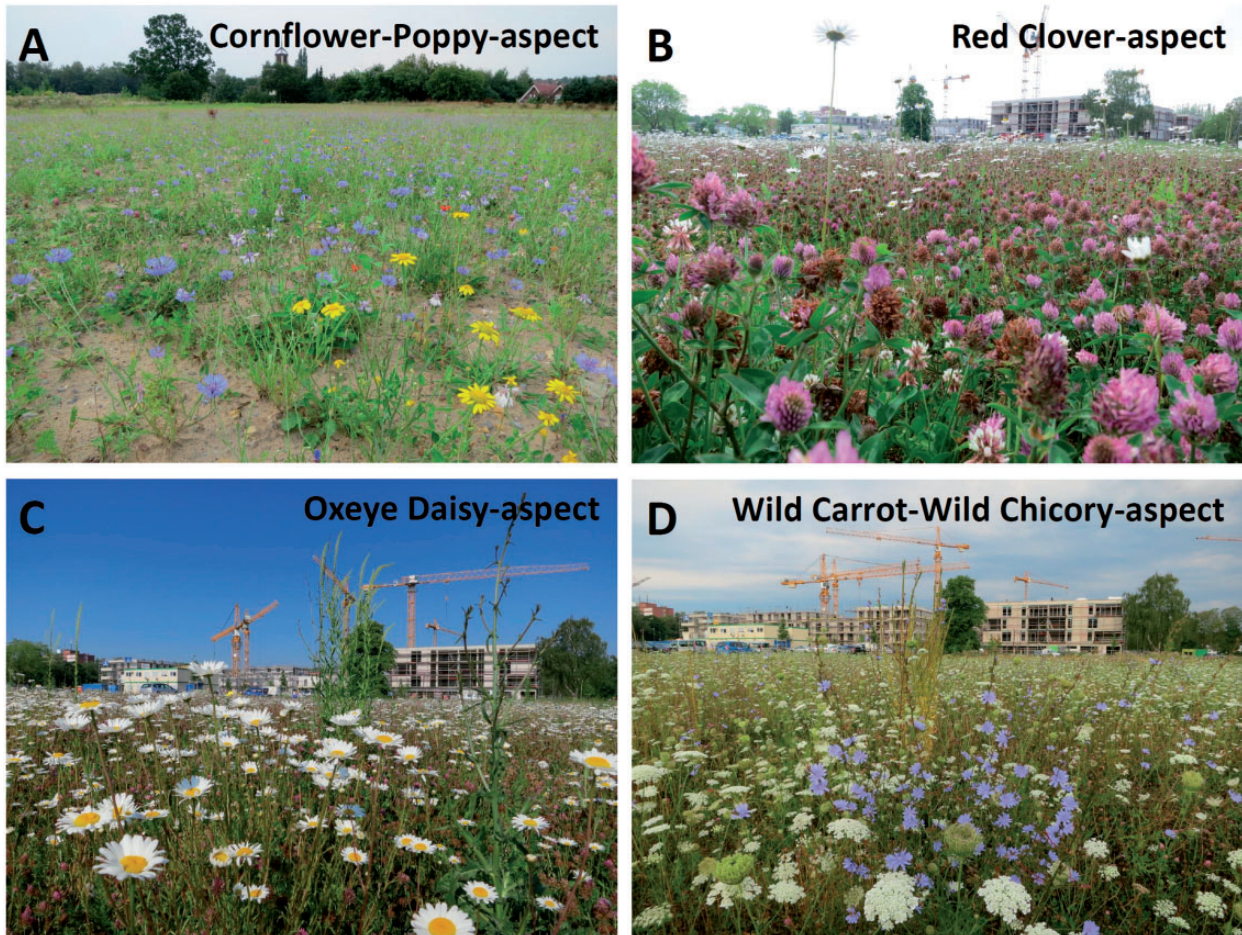 A
Cornflower-Poppy-aspect
B
Red Clover-aspect
C
Oxeye Daisy-aspect
D
Wild Carrot-Wild Chicory-aspect